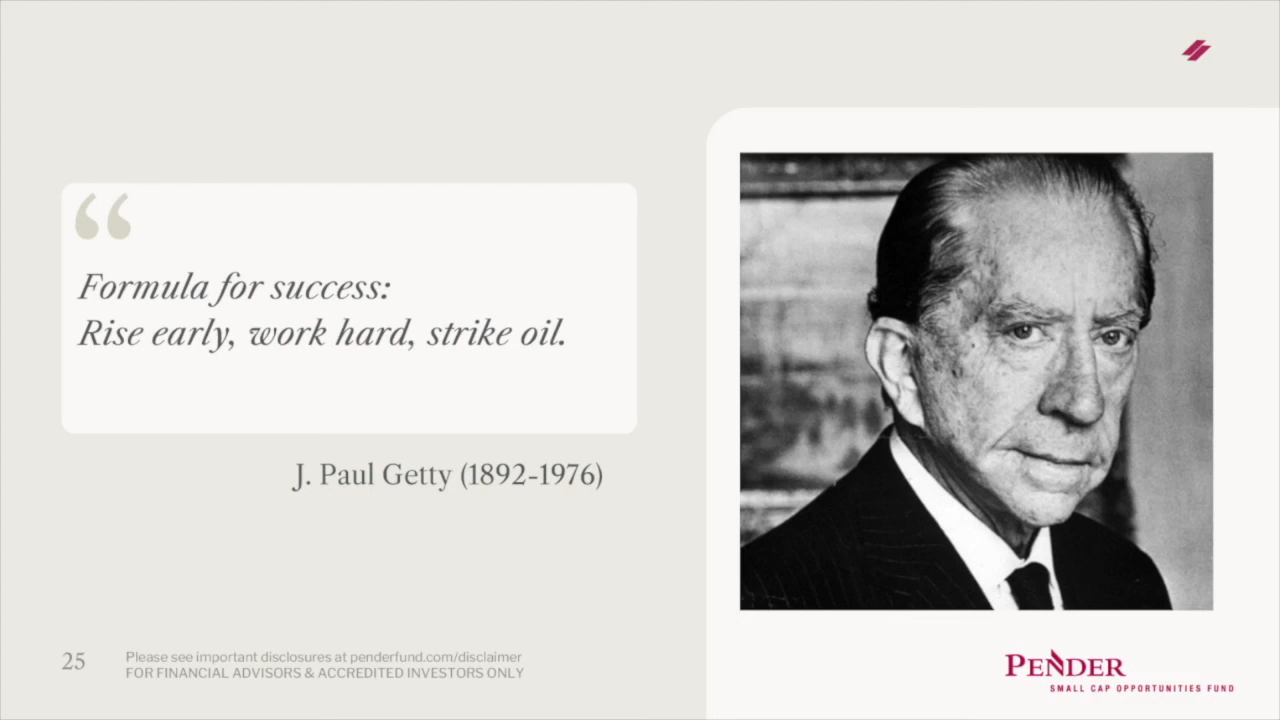 “
Formula for success:
Rise early, work hard, strike oil.
J. Paul Getty (1892-1976)
25
Please see important disclosures at penderfund.com/disclaimer
FOR FINANCIAL ADVISORS & ACCREDITED INVESTORS ONLY
PENDER
SMALL CAP OPPORTUNITIES FUND